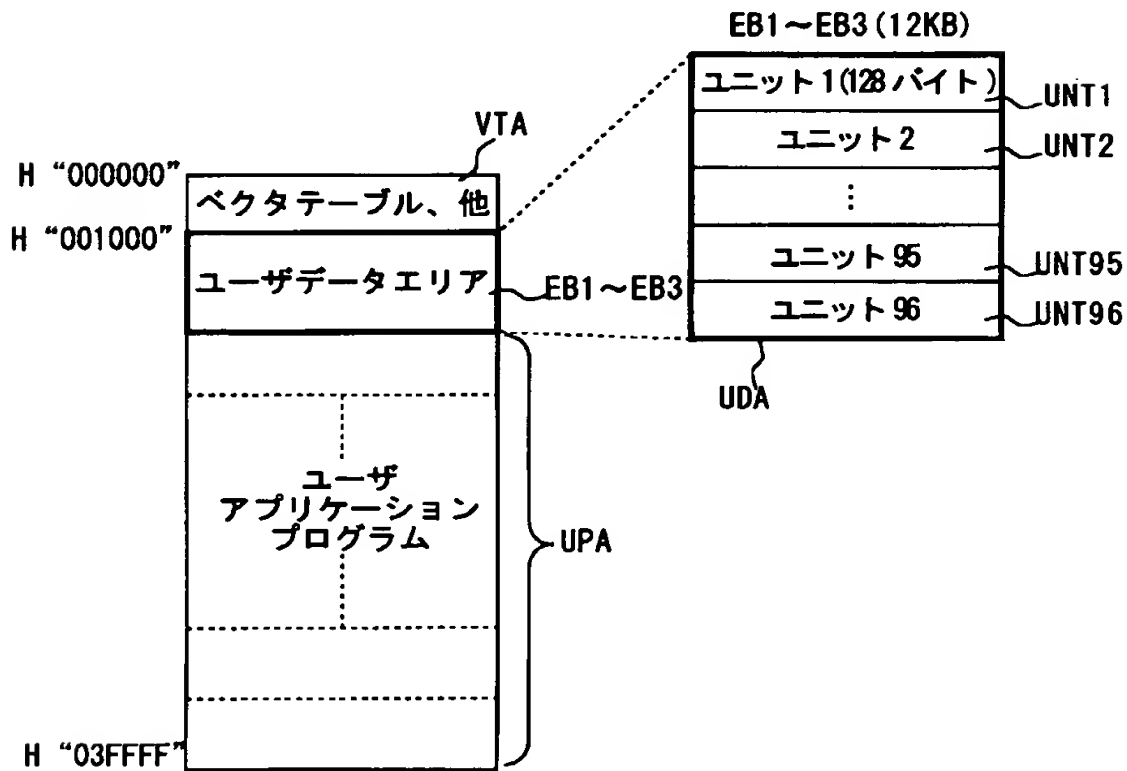 EB1～EB3(12KB)
ユニット1(128バイト)
UNT1
ユニット2
UNT2
⋮
ユニット95
UNT95
ユニット96
UNT96
UDA
VTA
H “000000”
ベクタテーブル、他
H “001000”
ユーザデータエリア
EB1～EB3
ユーザ
アプリケーション
プログラム
UPA
H “03FFFF”